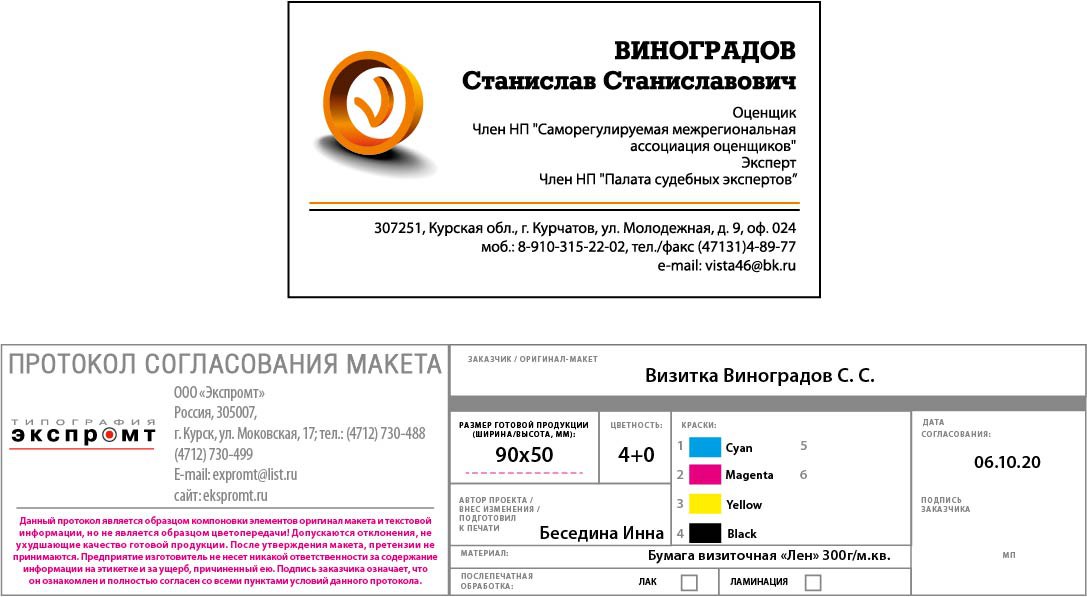 ВИНОГРАДОВ
Станислав Станиславович
Оценщик
Член НП "Саморегулируемая межрегиональная
ассоциация оценщиков"
Эксперт
Член НП "Палата судебных экспертов”
307251, Курская обл., г. Курчатов, ул. Молодежная, д. 9, оф. 024
моб.: 8-910-315-22-02, тел./факс (47131)4-89-77
e-mail: vista46@bk.ru
ПРОТОКОЛ СОГЛАСОВАНИЯ МАКЕТА
ТИПОГРАФИЯ
экспромт
ООО «Экспромт»
Россия, 305007,
г. Курск, ул. Моковская, 17; тел.: (4712) 730-488
(4712) 730-499
E-mail: expromt@list.ru
сайт: ekspromt.ru
Данный протокол является образцом компоновки элементов оригинал макета и текстовой
информации, но не является образцом цветопередачи! Допускаются отклонения, не
ухудшающие качество готовой продукции. После утверждения макета, претензии не
принимаются. Предприятие изготовитель не несет никакой ответственности за содержание
информации на этикетке и за ущерб, причиненный ею. Подпись заказчика означает, что
он ознакомлен и полностью согласен со всеми пунктами условий данного протокола.
ЗАКАЗЧИК / ОРИГИНАЛ-МАКЕТ
Визитка Виноградов С. С.
РАЗМЕР ГОТОВОЙ ПРОДУКЦИИ
(ШИРИНА/ВЫСОТА, ММ):
90x50
ЦВЕТНОСТЬ:
4+0
КРАСКИ:
1 Cyan 5
2 Magenta 6
3 Yellow
4 Black
ДАТА
СОГЛАСОВАНИЯ:
06.10.20
АВТОР ПРОЕКТА /
ВНЕС ИЗМЕНЕНИЯ /
ПОДГОТОВИЛ
К ПЕЧАТИ
Беседина Инна
ПОДПИСЬ
ЗАКАЗЧИКА
МП
МАТЕРИАЛ:
Бумага визиточная «Лен» 300г/м.кв.
ПОСЛЕПЕЧАТНАЯ
ОБРАБОТКА:
ЛАК
ЛАМИНАЦИЯ